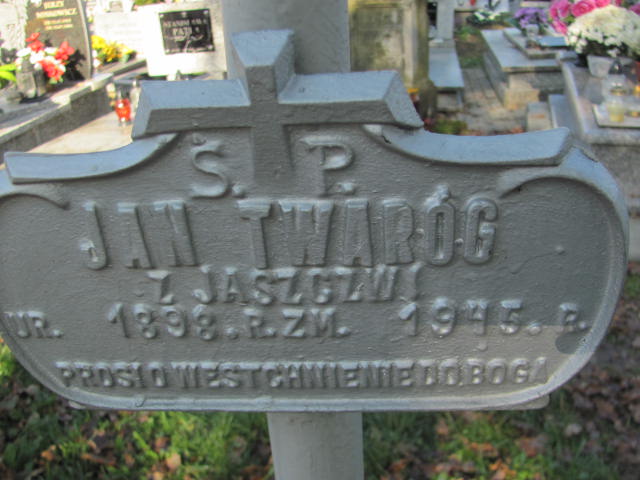 Ś. P.
JAN TWARÓG
Z JASZCZWI
UR. 1898. R. ZM. 1945. R.
PROSI O WESTCHNIENIE DO BOGA